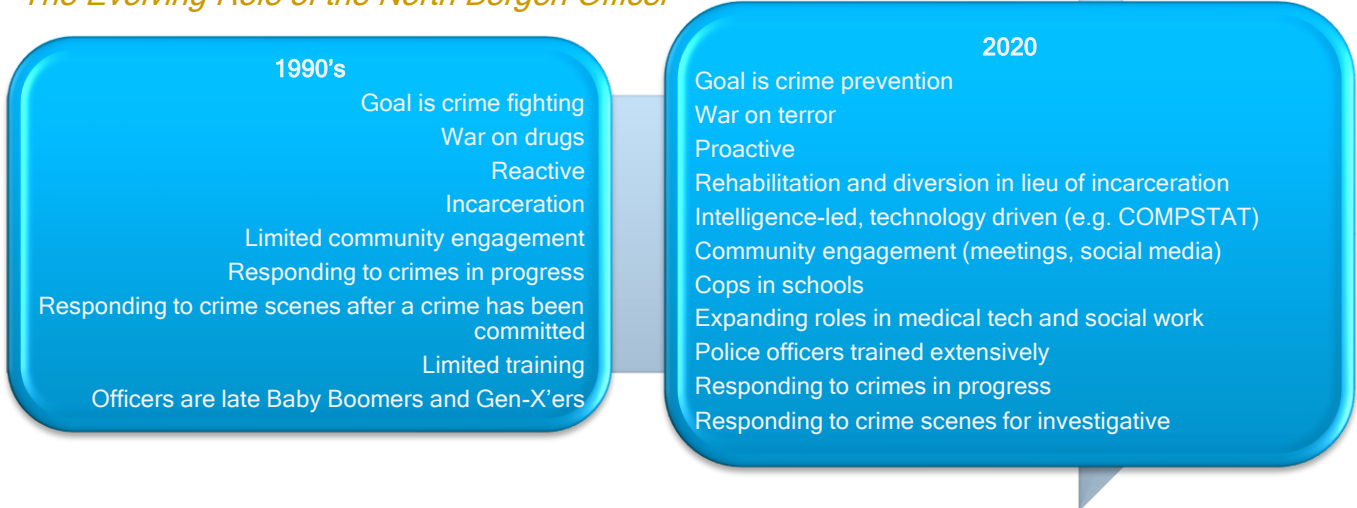 The Evolving Role of the North Bergen Officer
1990's
Goal is crime fighting
War on drugs
Reactive
Incarceration
Limited community engagement
Responding to crimes in progress
Responding to crime scenes after a crime has been
committed
Limited training
Officers are late Baby Boomers and Gen-X'ers
2020
Goal is crime prevention
War on terror
Proactive
Rehabilitation and diversion in lieu of incarceration
Intelligence-led, technology driven (e.g. COMPSTAT)
Community engagement (meetings, social media)
Cops in schools
Expanding roles in medical tech and social work
Police officers trained extensively
Responding to crimes in progress
Responding to crime scenes for investigative